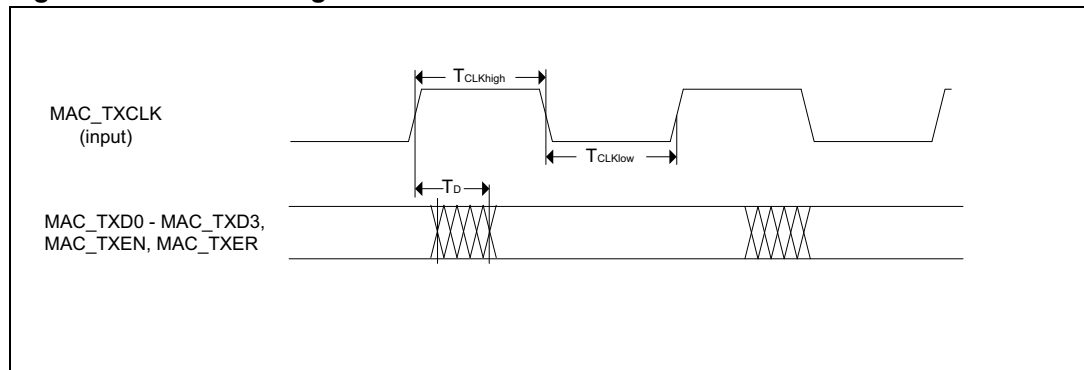 TCLKhigh
MAC_TXCLK
(input)
TCLKlow
TD
MAC_TXD0 - MAC_TXD3,
MAC_TXEN, MAC_TXER